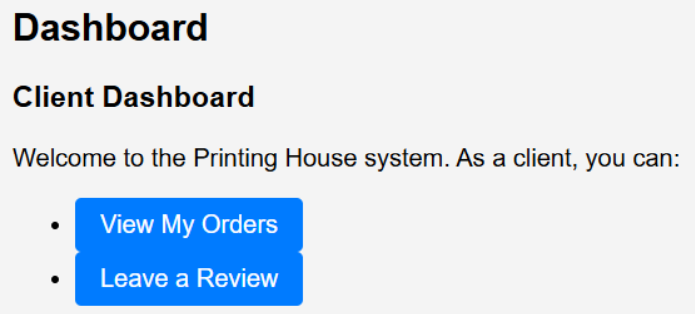 Dashboard
Client Dashboard
Welcome to the Printing House system. As a client, you can:
• View My Orders
• Leave a Review